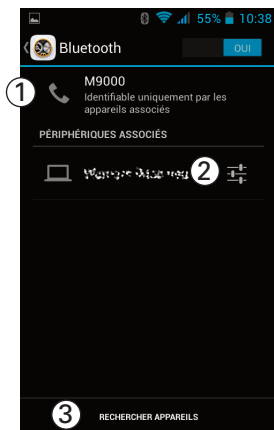 55% 10:38
Bluetooth OUI
1 M9000
Identifiable uniquement par les
appareils associés
PÉRIPHÉRIQUES ASSOCIÉS
2
3 RECHERCHER APPAREILS